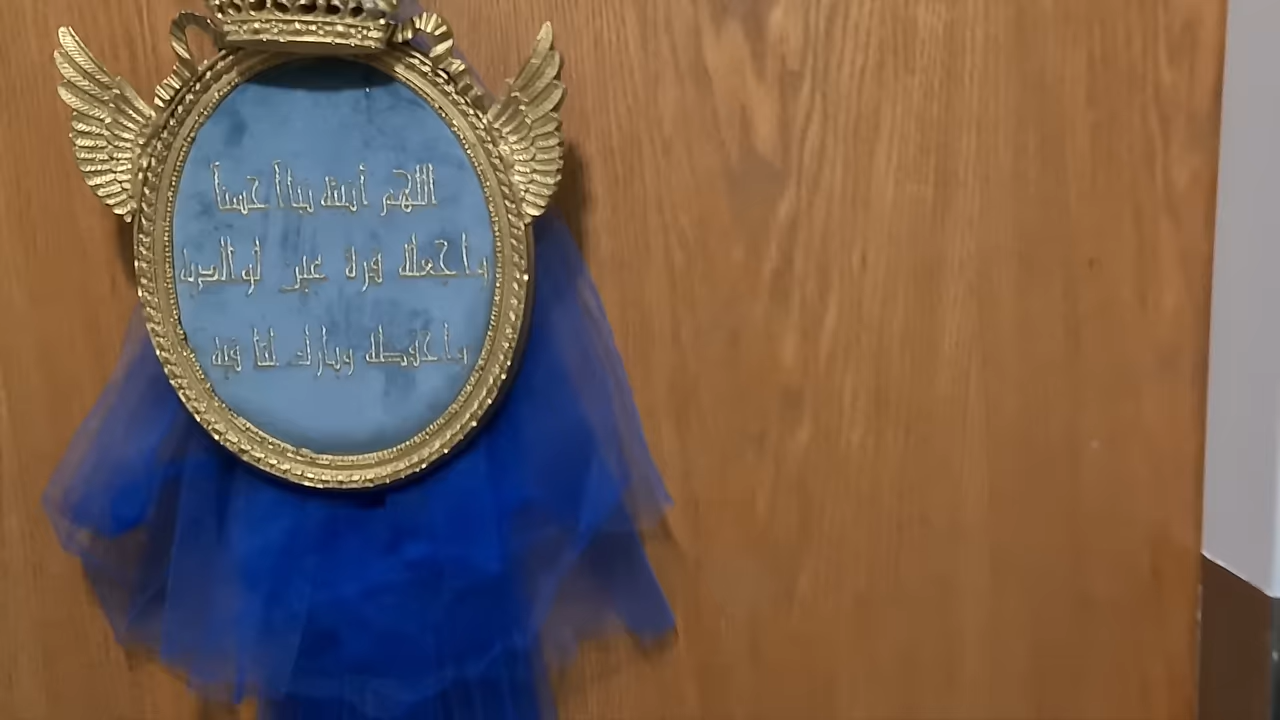 اللهم أنبته نباتاً حسناً
واجعله قرة عين لوالديه
واحفظه وبارك لنا فيه